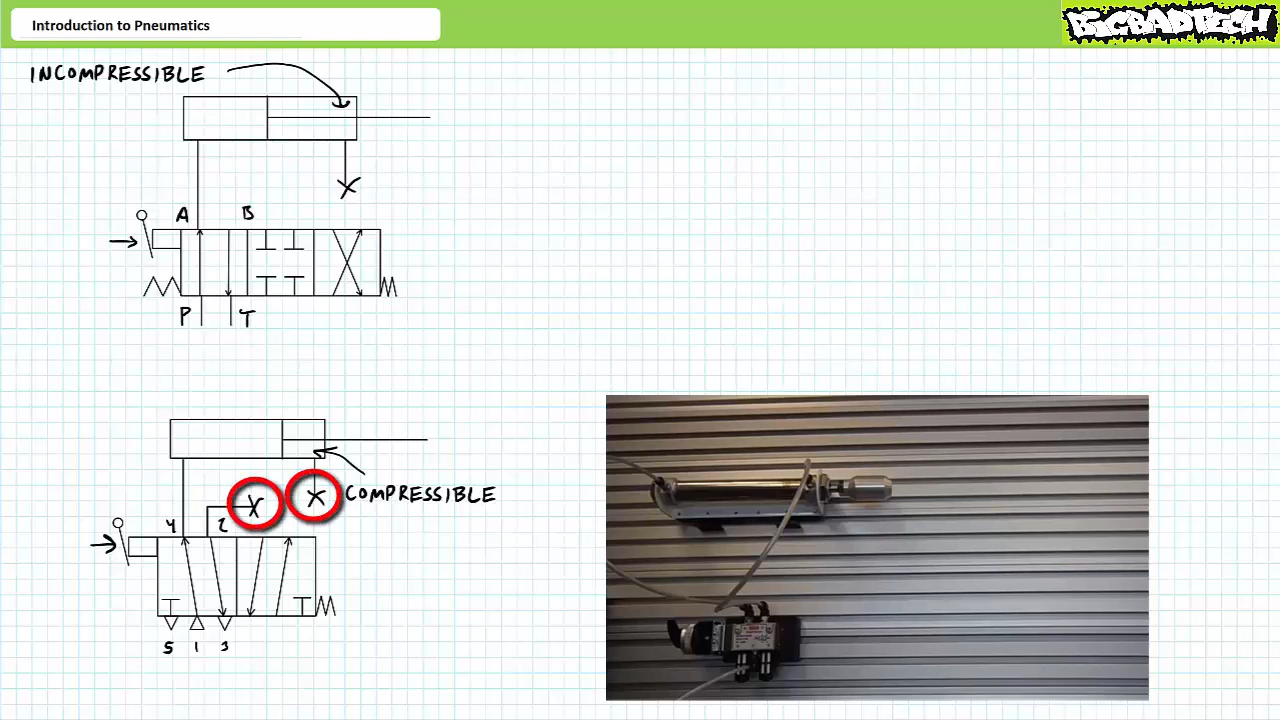 Introduction to Pneumatics
BIGBADTECH
INCOMPRESSIBLE
X
A B
P T
X X COMPRESSIBLE
4 2
5 1 3